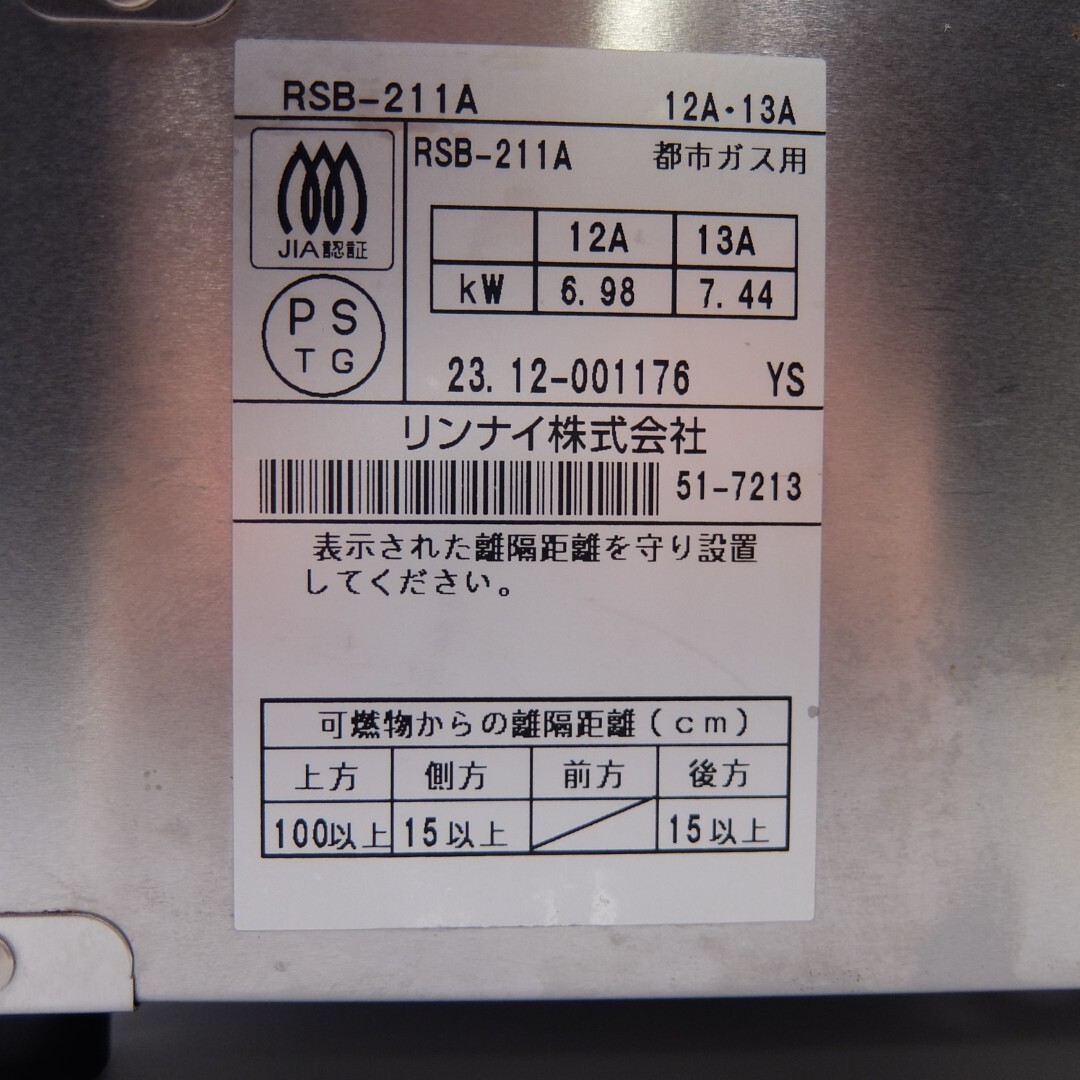 RSB-211A 12A・13A
RSB-211A 都市ガス用
JIA認証
12A 13A
kW 6.98 7.44
PS
TG
23.12-001176 YS
リンナイ株式会社
51-7213
表示された離隔距離を守り設置
してください。
可燃物からの離隔距離(cm)
上方 側方 前方 後方
100以上 15以上 15以上